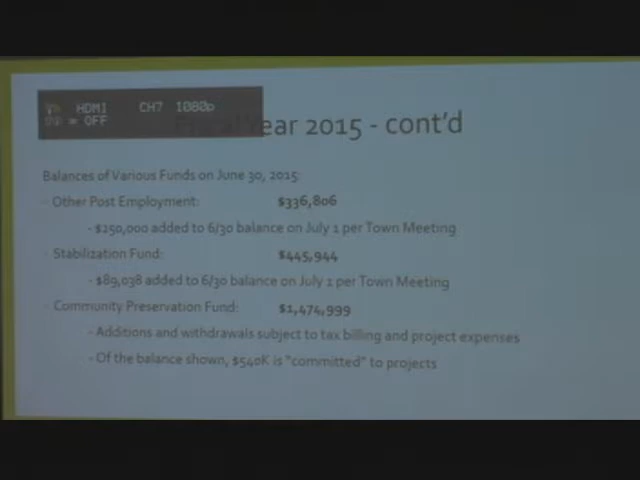 HDMI CH7 1080p
= OFF
Fiscal Year 2015 - cont'd
Balances of Various Funds on June 30, 2015:
- Other Post Employment: $336,806
- $250,000 added to 6/30 balance on July 1 per Town Meeting
- Stabilization Fund: $445,944
- $89,038 added to 6/30 balance on July 1 per Town Meeting
- Community Preservation Fund: $1,474,999
- Additions and withdrawals subject to tax billing and project expenses
- Of the balance shown, $540K is "committed" to projects